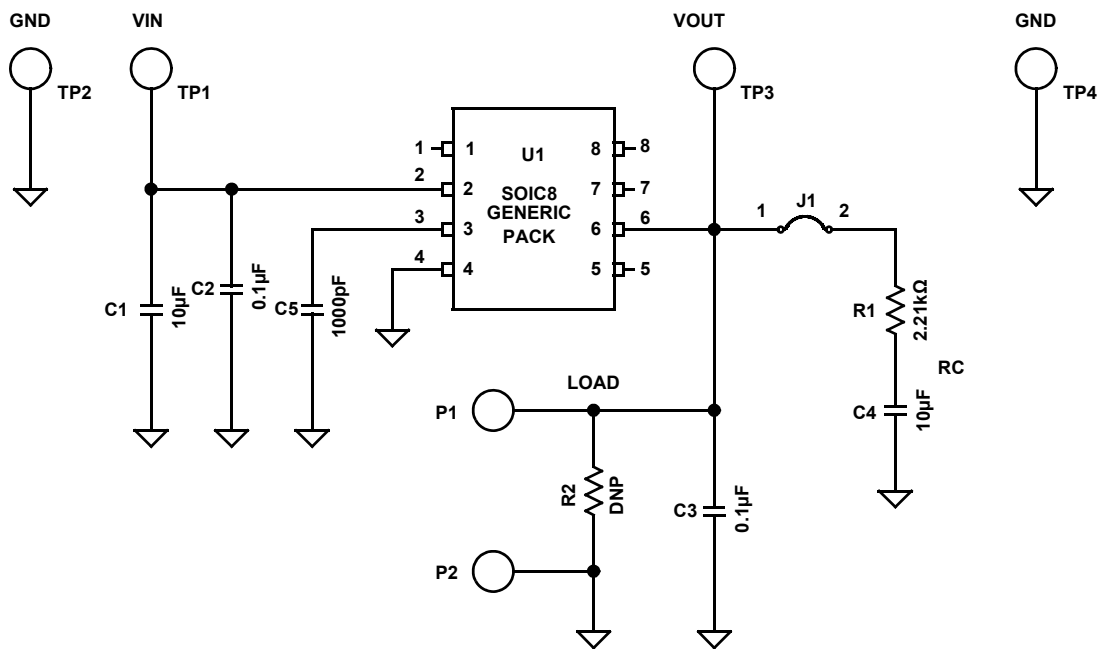 GND
VIN
VOUT
GND
TP2
TP1
TP3
TP4
1
1
U1
8
8
2
2
SOIC8
7
7
3
3
GENERIC
PACK
6
6
4
4
5
5
1
J1
2
C1
10µF
C2
0.1µF
C5
1000pF
R1
2.21kΩ
RC
C4
10µF
LOAD
P1
R2
DNP
C3
0.1µF
P2